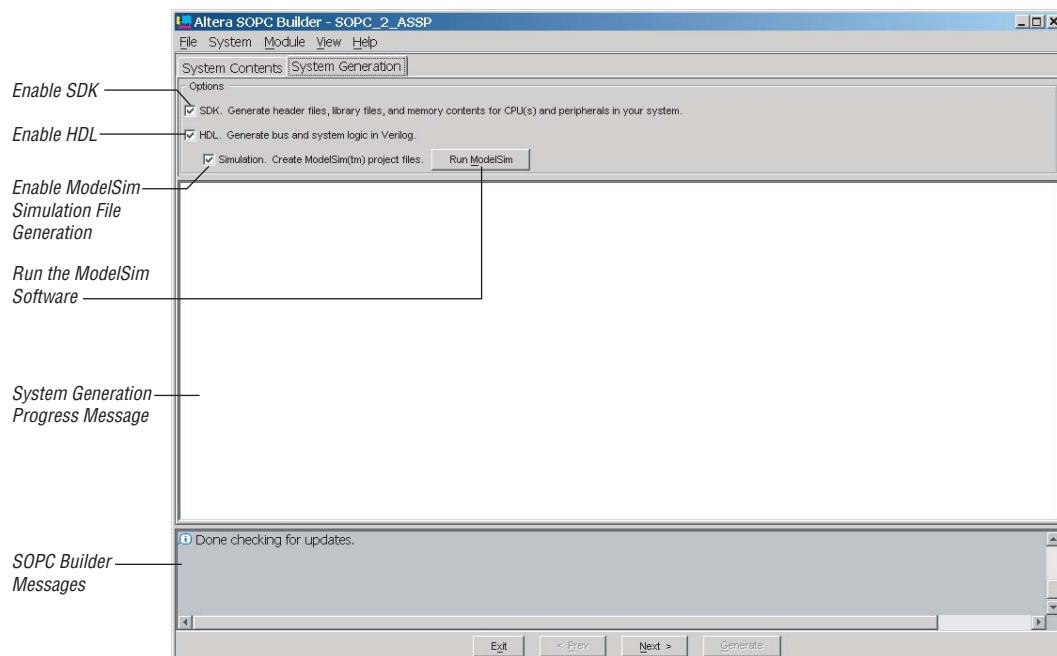 Altera SOPC Builder - SOPC_2_ASSP
File System Module View Help
System Contents System Generation
Options
Enable SDK
SDK. Generate header files, library files, and memory contents for CPU(s) and peripherals in your system.
Enable HDL
HDL. Generate bus and system logic in Verilog.
Simulation. Create ModelSim(tm) project files. Run ModelSim
Enable ModelSim
Simulation File
Generation
Run the ModelSim
Software
System Generation
Progress Message
Done checking for updates.
SOPC Builder
Messages
Exit < Prev Next > Generate